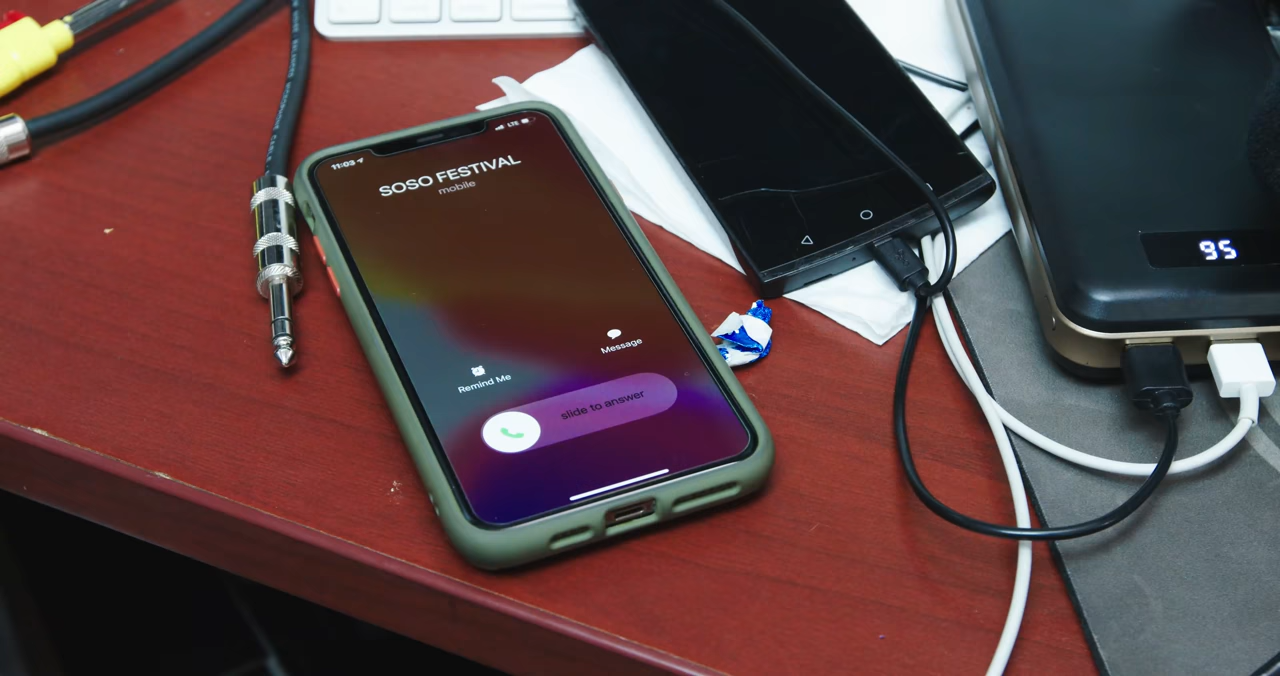 11:03
LTE
SOSO FESTIVAL
mobile
Message
Remind Me
slide to answer
95